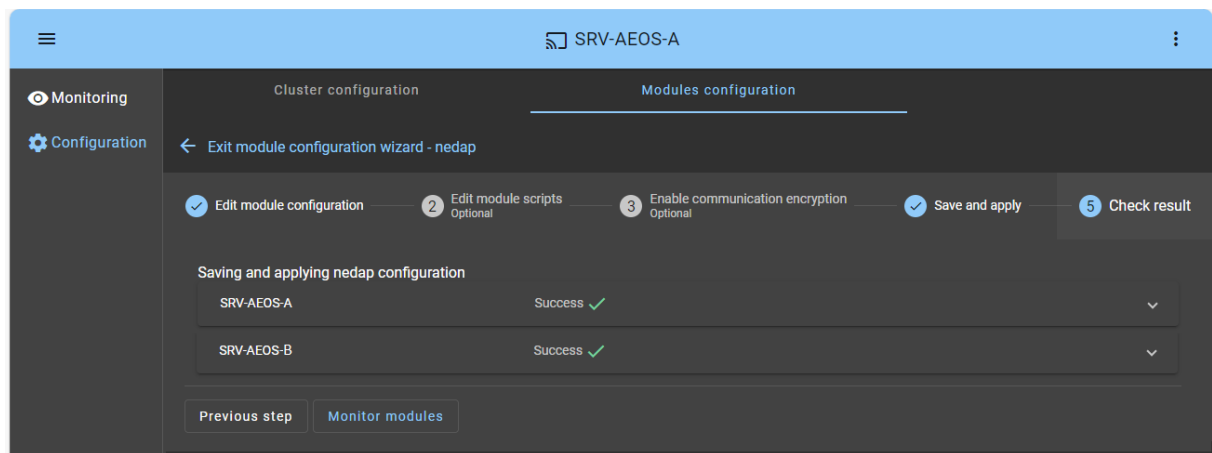 SRV-AEOS-A
Monitoring
Cluster configuration
Modules configuration
Configuration
Exit module configuration wizard - nedap
Edit module configuration
2
Edit module scripts
Optional
3
Enable communication encryption
Optional
Save and apply
5
Check result
Saving and applying nedap configuration
SRV-AEOS-A Success
SRV-AEOS-B Success
Previous step
Monitor modules